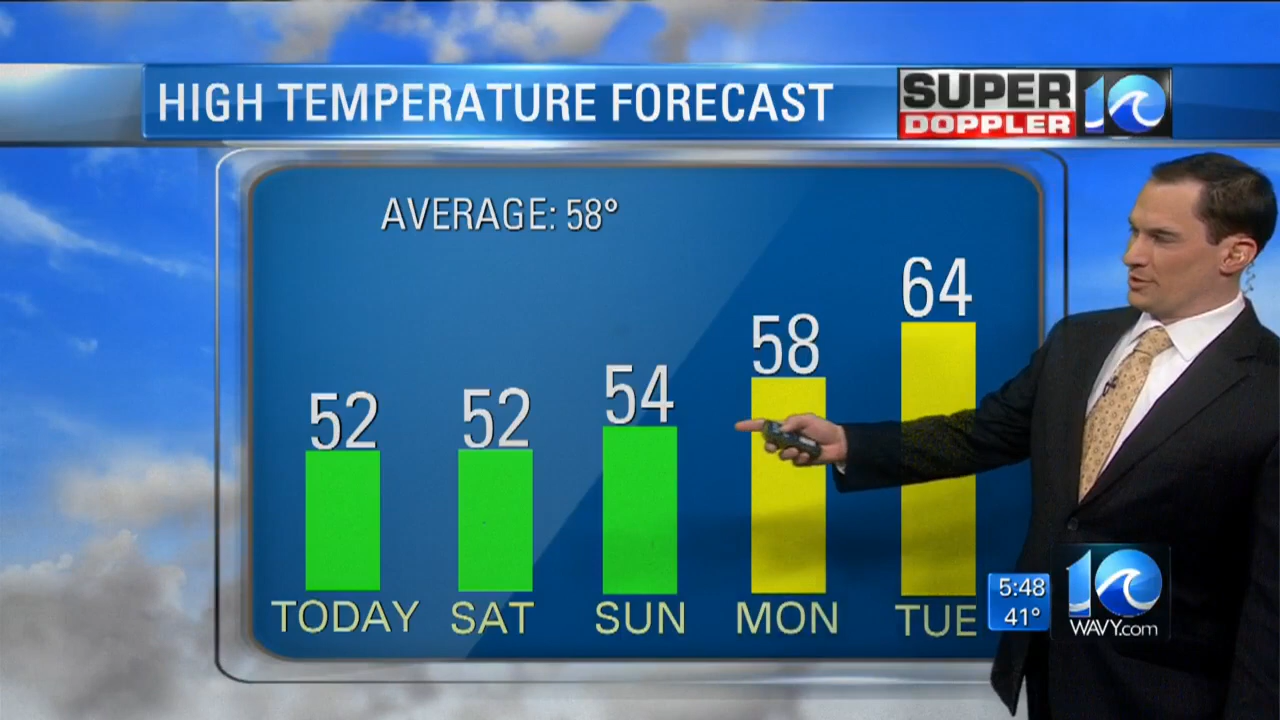 HIGH TEMPERATURE FORECAST
SUPER
DOPPLER
10
AVERAGE: 58°
52 52 54 58 64
TODAY SAT SUN MON TUE
5:48
41°
10
WAVY.com